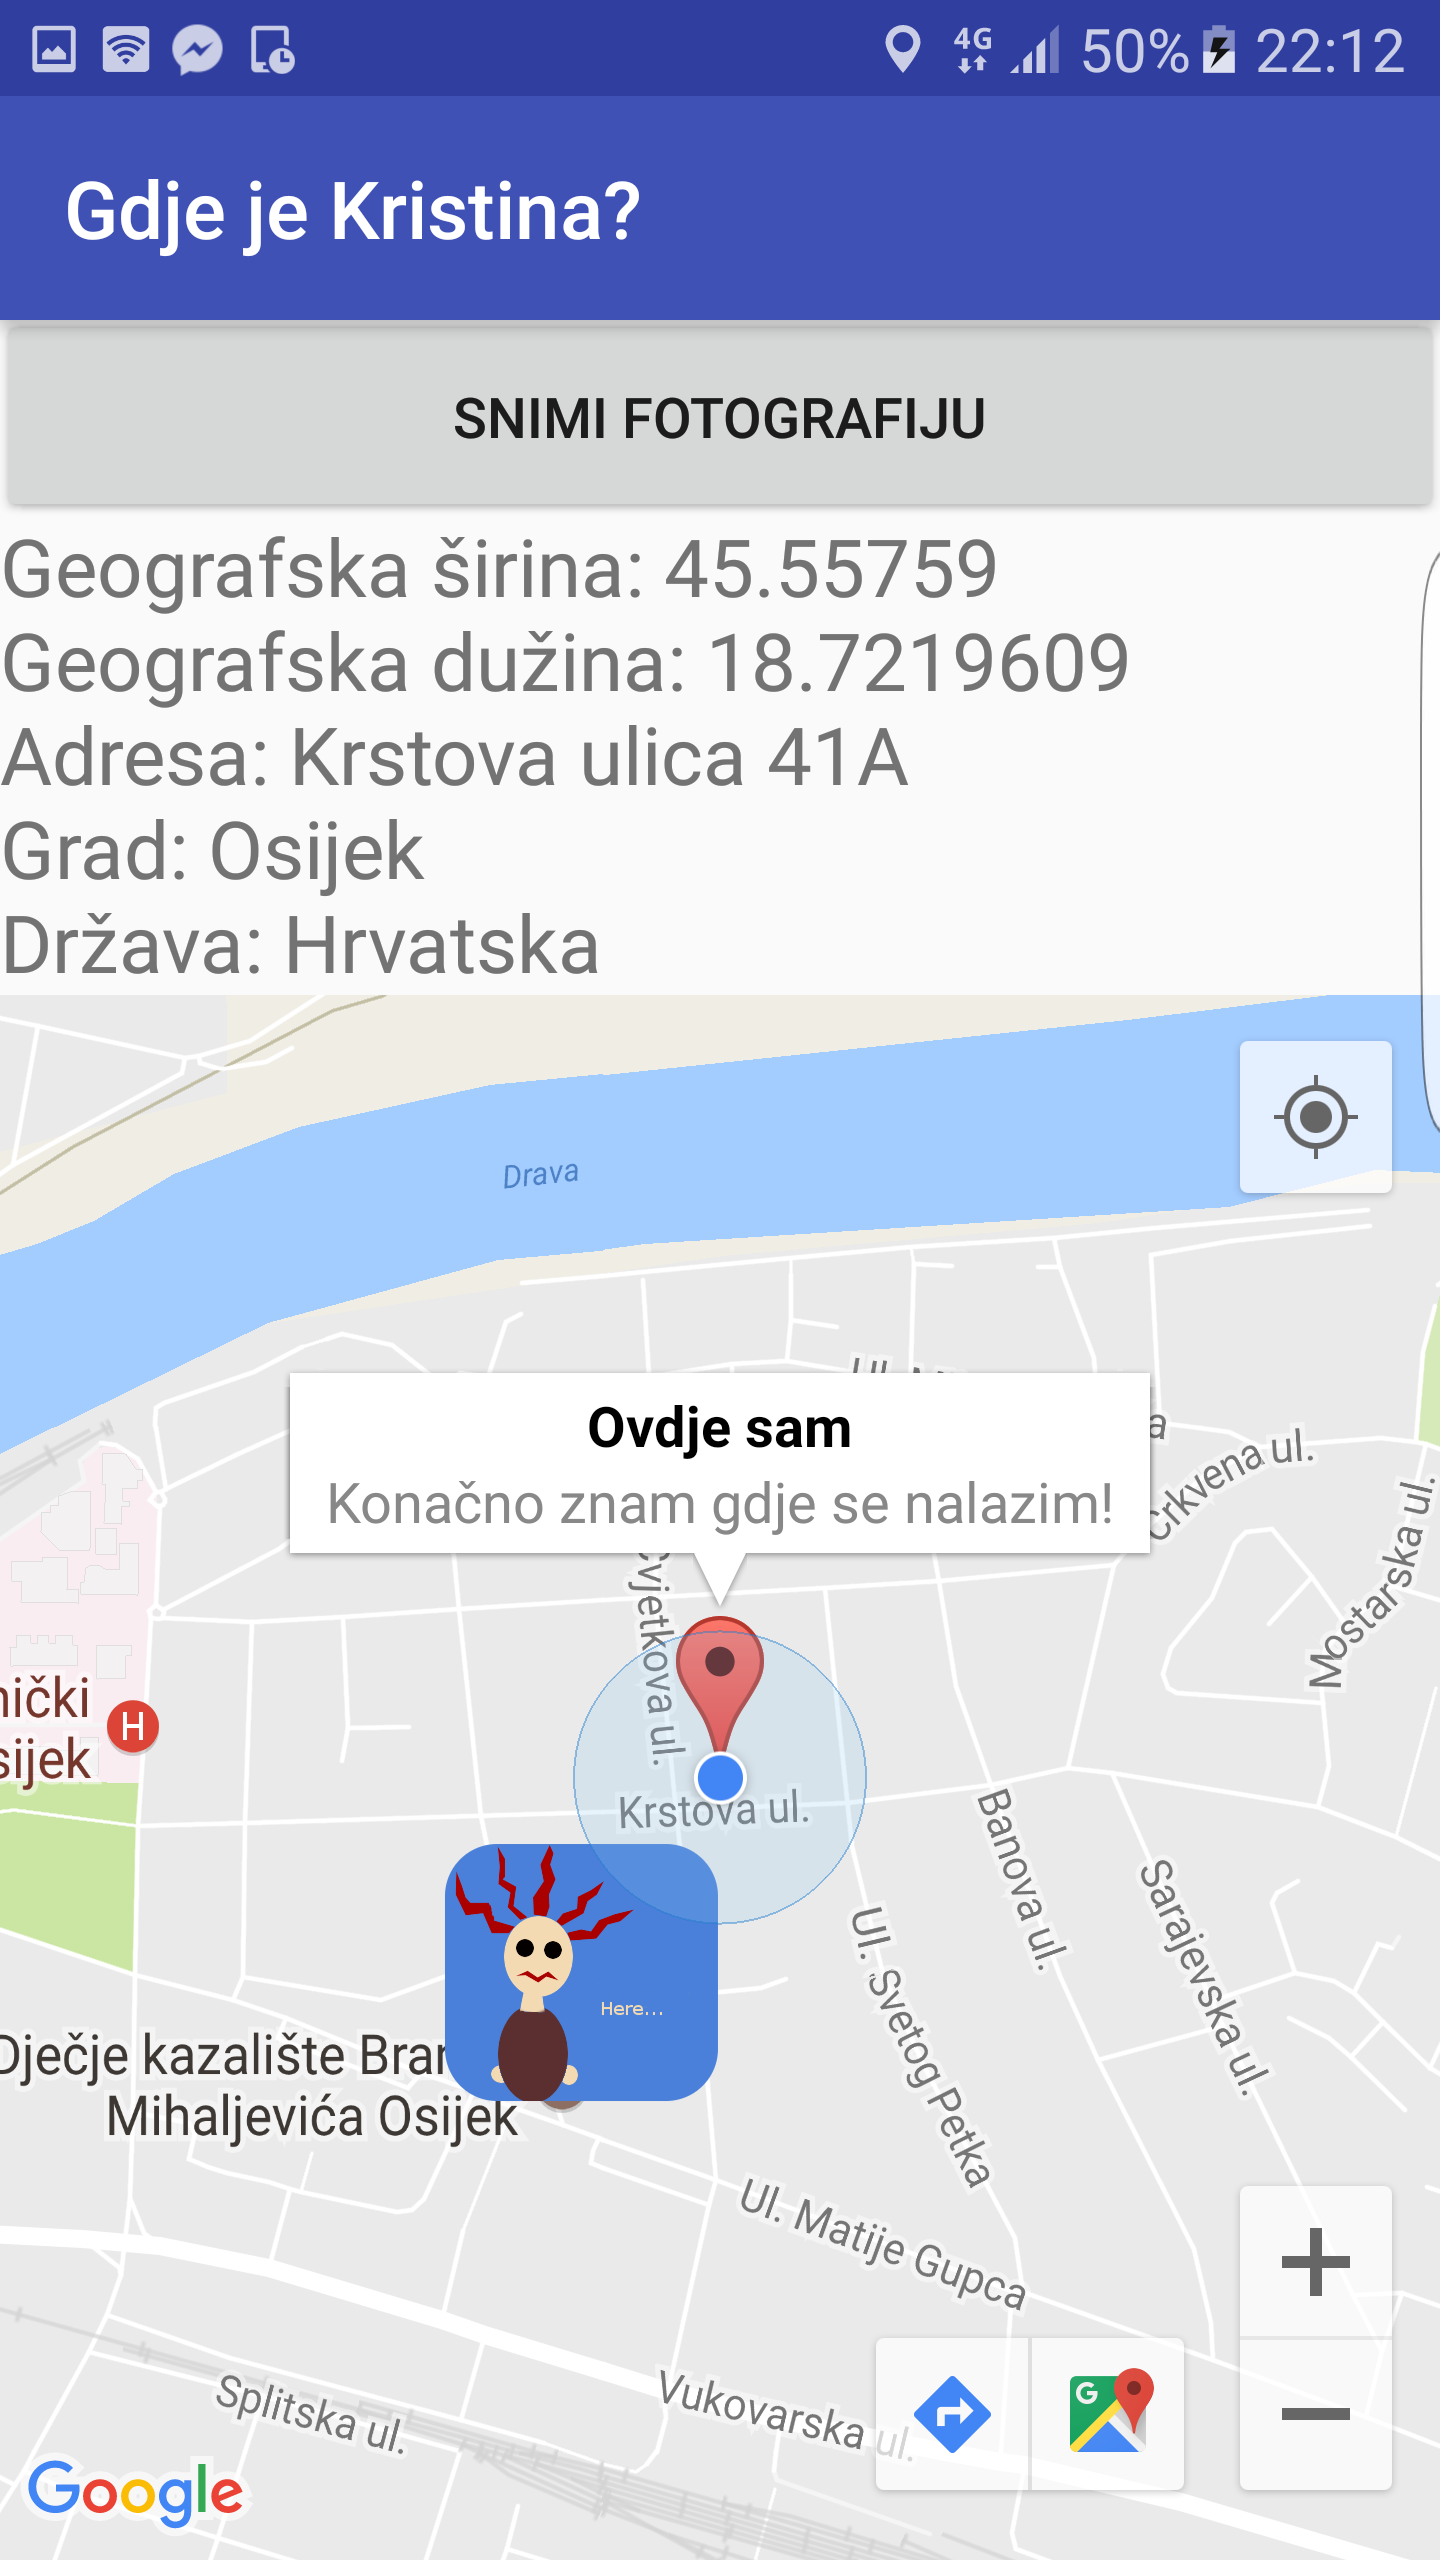 4G 50% 22:12
Gdje je Kristina?
SNIMI FOTOGRAFIJU
Geografska širina: 45.55759
Geografska dužina: 18.7219609
Adresa: Krstova ulica 41A
Grad: Osijek
Država: Hrvatska
Drava
Ovdje sam
Konačno znam gdje se nalazim!
Crkvena ul.
Mostarska ul.
Cvjetkova ul.
H
Krstova ul.
Banova ul.
Sarajevska ul.
Ul. Svetog Petka
Here...
Dječje kazalište
Mihaljevića Osijek
Ul. Matije Gupca
Splitska ul.
Vukovarska ul.
G
Google